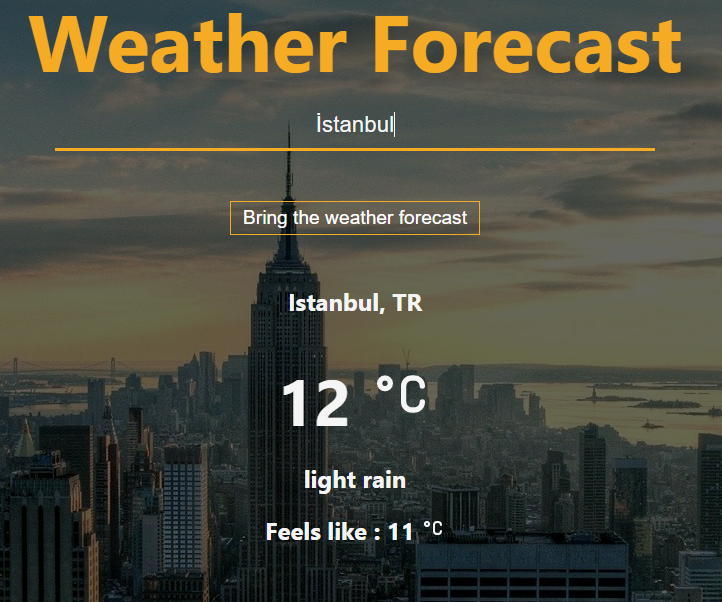 Weather Forecast
İstanbul
Bring the weather forecast
Istanbul, TR
12 °C
light rain
Feels like : 11 °C